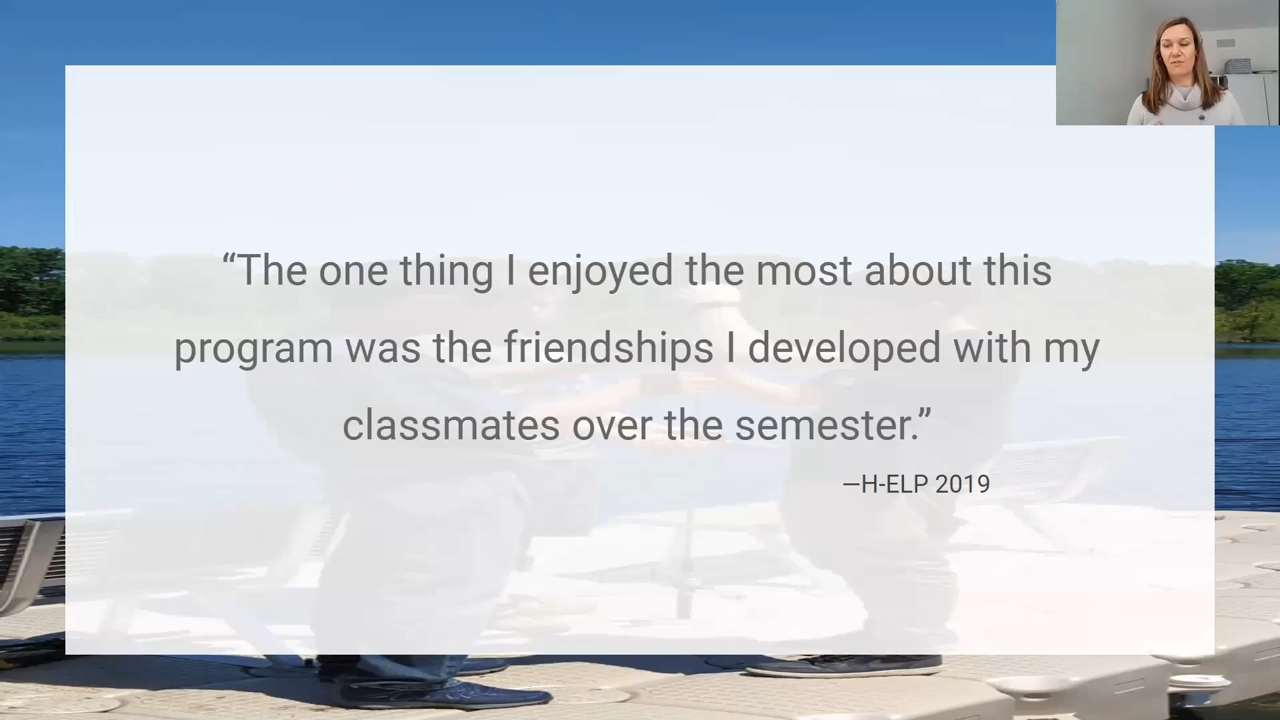 “The one thing I enjoyed the most about this
program was the friendships I developed with my
classmates over the semester.”
—H-ELP 2019